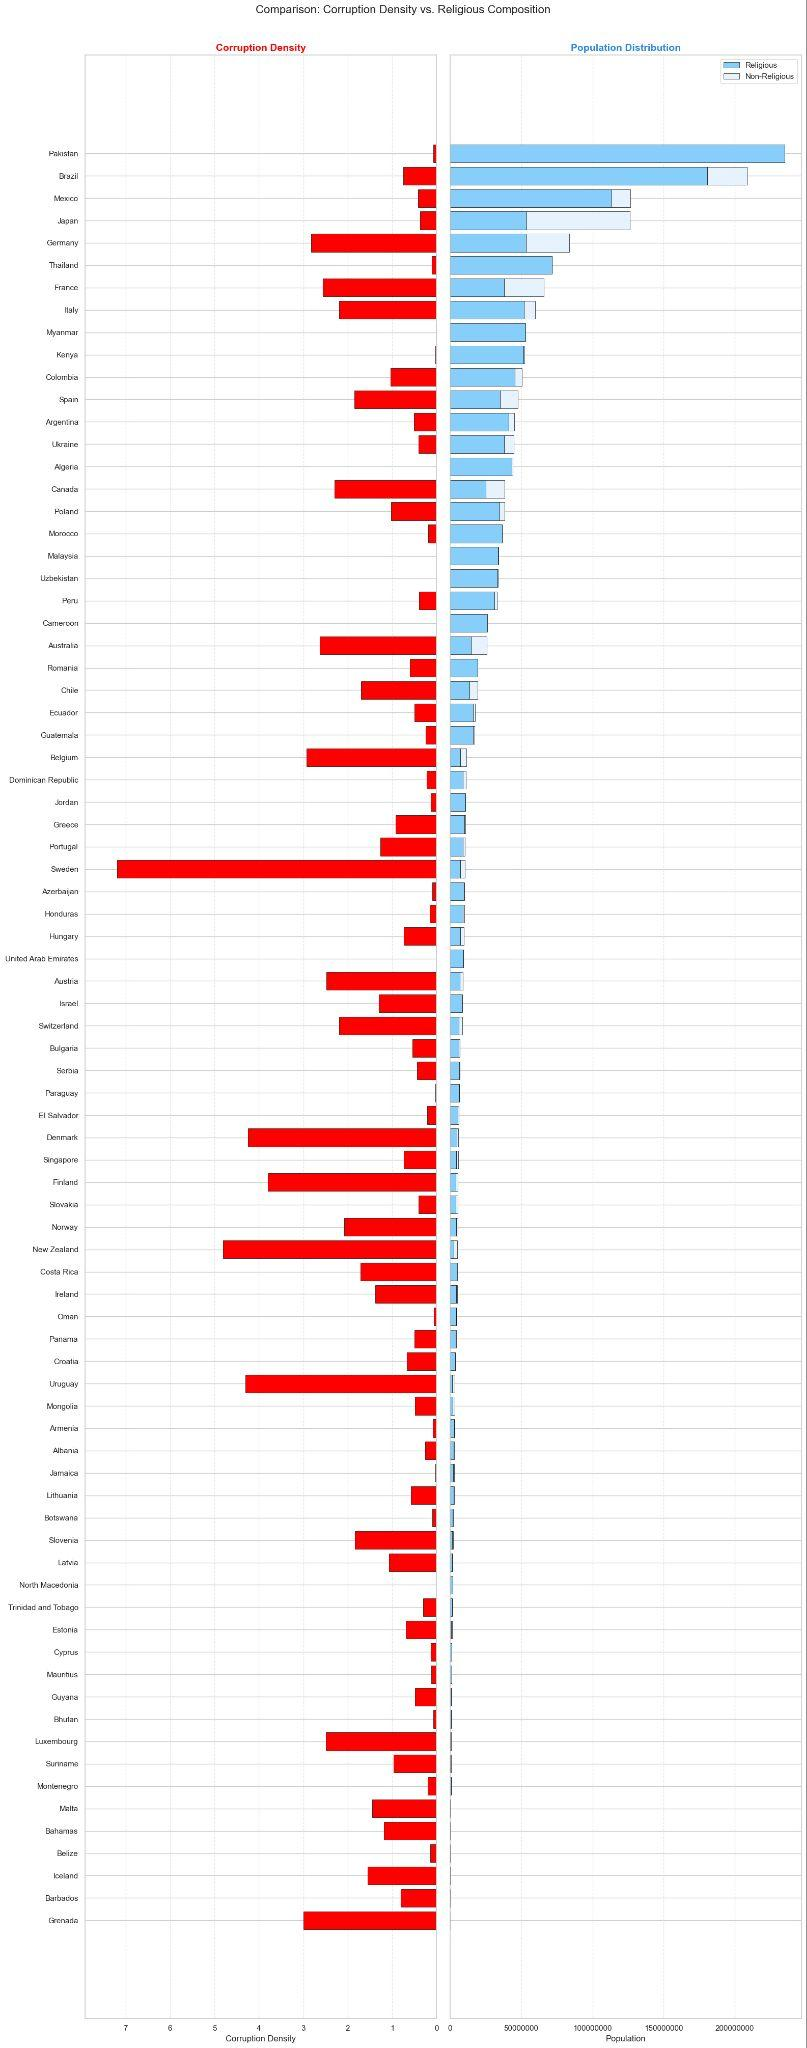 Comparison: Corruption Density vs. Religious Composition
Corruption Density
Population Distribution
Religious
Non-Religious
Pakistan
Brazil
Mexico
Japan
Germany
Thailand
France
Italy
Myanmar
Kenya
Colombia
Spain
Argentina
Ukraine
Algeria
Canada
Poland
Morocco
Malaysia
Uzbekistan
Peru
Cameroon
Australia
Romania
Chile
Ecuador
Guatemala
Belgium
Dominican Republic
Jordan
Greece
Portugal
Sweden
Azerbaijan
Honduras
Hungary
United Arab Emirates
Austria
Israel
Switzerland
Bulgaria
Serbia
Paraguay
El Salvador
Denmark
Singapore
Finland
Slovakia
Norway
New Zealand
Costa Rica
Ireland
Oman
Panama
Croatia
Uruguay
Mongolia
Armenia
Albania
Jamaica
Lithuania
Botswana
Slovenia
Latvia
North Macedonia
Trinidad and Tobago
Estonia
Cyprus
Mauritius
Guyana
Bhutan
Luxembourg
Suriname
Montenegro
Malta
Bahamas
Belize
Iceland
Barbados
Grenada
7 6 5 4 3 2 1 0
Corruption Density
0 50000000 100000000 150000000 200000000
Population